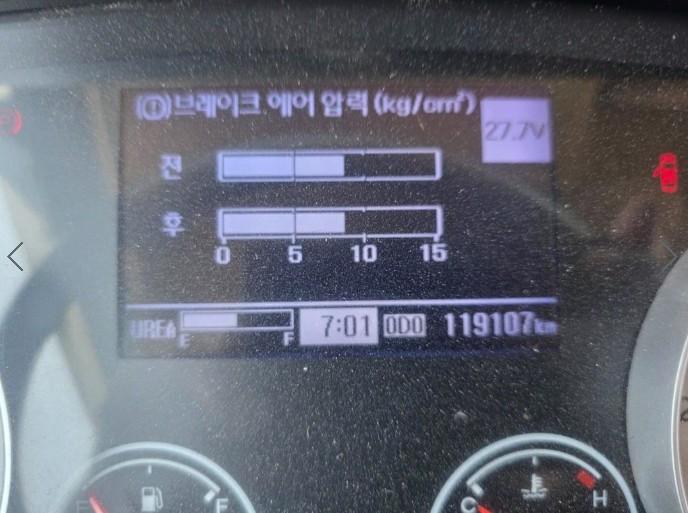 (!)브레이크 에어 압력 (kg/cm²)
27.7V
전
후
0 5 10 15
UREA E F
7:01 ODO 119107km
E F
C H